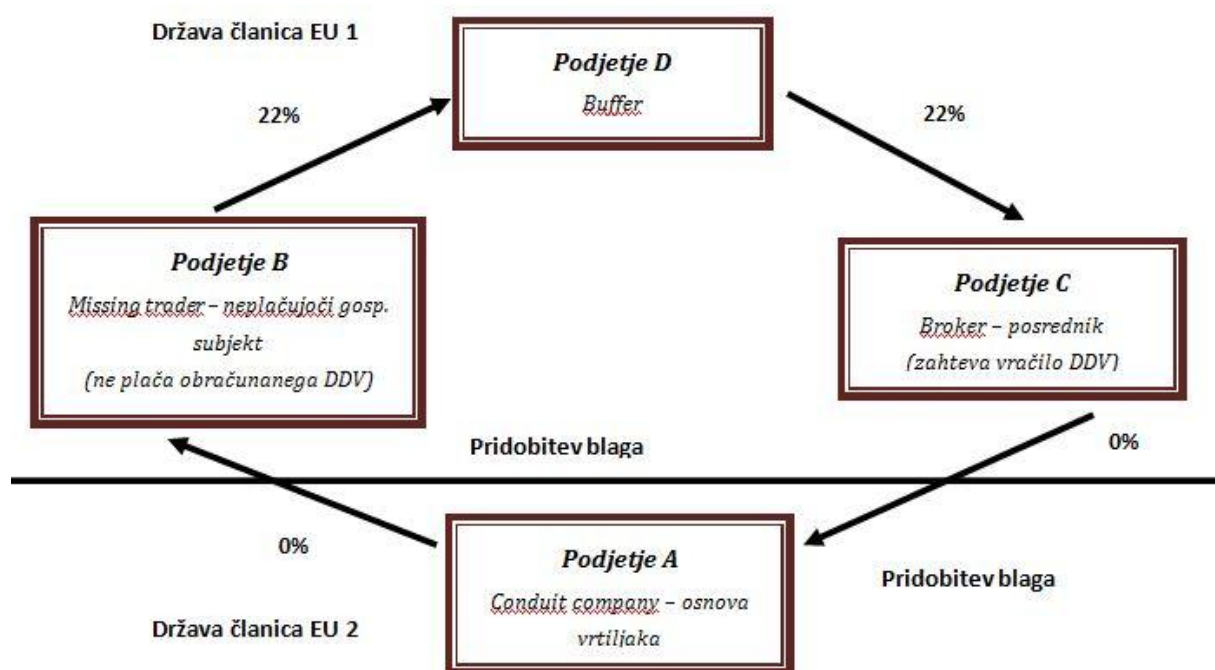 Država članica EU 1
Podjetje D
Buffer
22%
22%
Podjetje B
Missing trader – neplačujoči gosp.
subjekt
(ne plača obračunanega DDV)
Podjetje C
Broker – posrednik
(zahteva vračilo DDV)
Pridobitev blaga
0%
0%
Podjetje A
Conduit company – osnova
vrtiljaka
Pridobitev blaga
Država članica EU 2